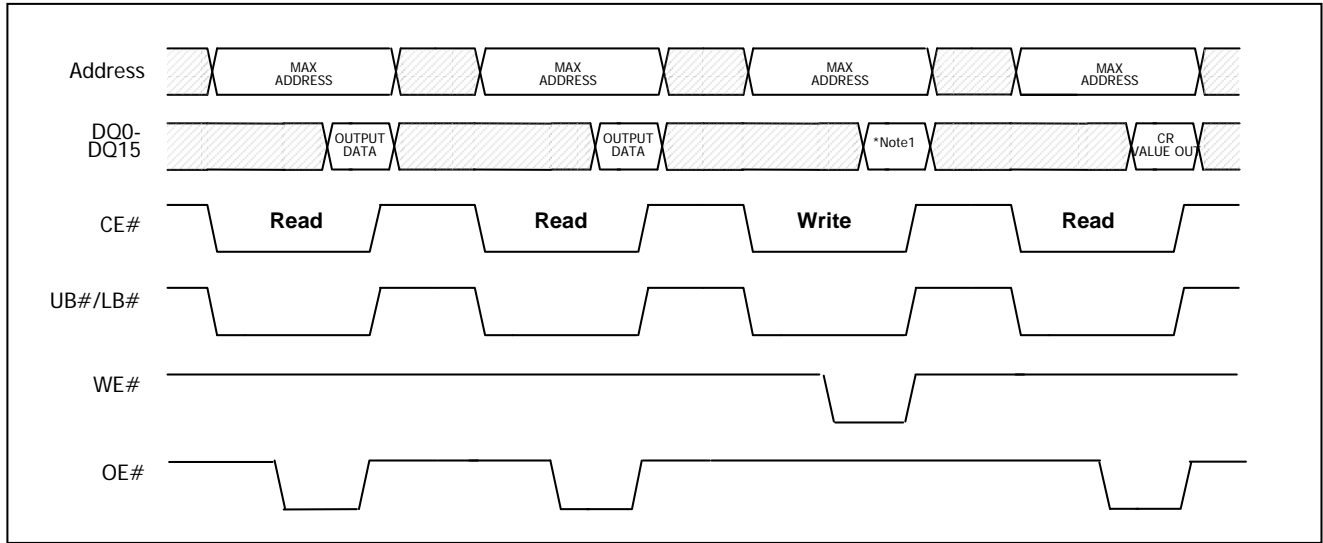 Address
MAX
ADDRESS
MAX
ADDRESS
MAX
ADDRESS
MAX
ADDRESS
DQ0-
DQ15
OUTPUT
DATA
OUTPUT
DATA
*Note1
CR
VALUE OUT
CE#
Read
Read
Write
Read
UB#/LB#
WE#
OE#